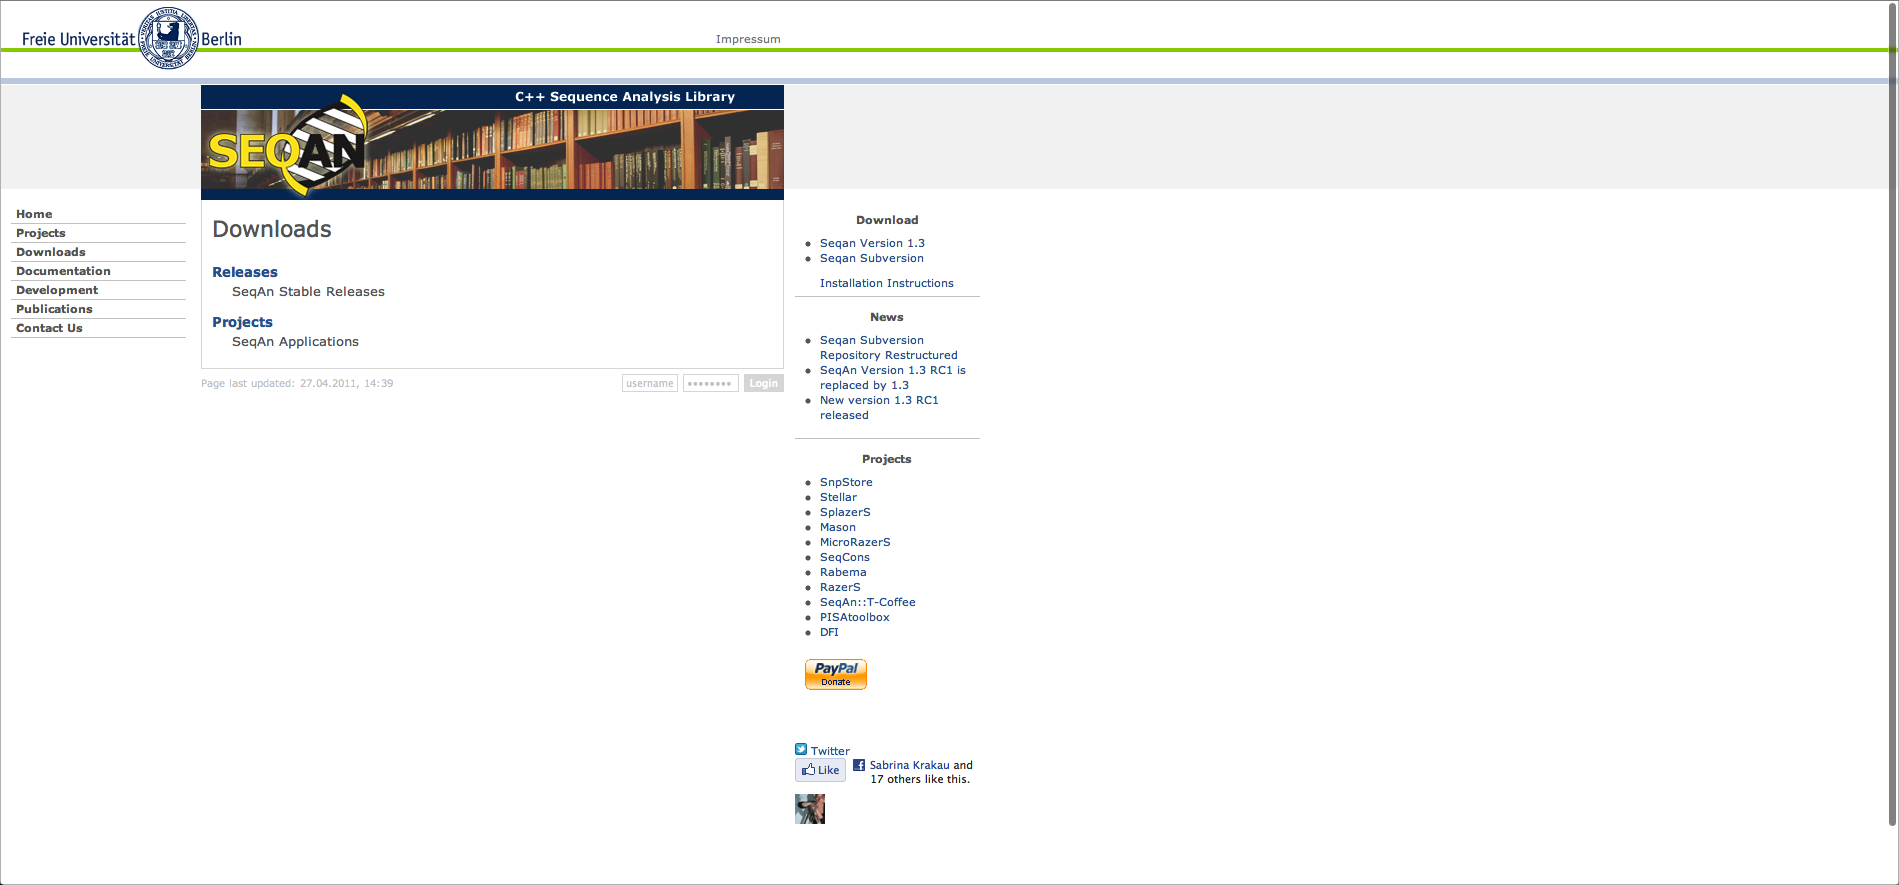 Freie Universität Berlin
Impressum
C++ Sequence Analysis Library
SEQAN
Home
Projects
Downloads
Documentation
Development
Publications
Contact Us
Downloads
Releases
SeqAn Stable Releases
Projects
SeqAn Applications
Page last updated: 27.04.2011, 14:39
username
••••••••
Login
Download
Seqan Version 1.3
Seqan Subversion
Installation Instructions
News
Seqan Subversion
Repository Restructured
SeqAn Version 1.3 RC1 is
replaced by 1.3
New version 1.3 RC1
released
Projects
SnpStore
Stellar
SplazerS
Mason
MicroRazerS
SeqCons
Rabema
RazerS
SeqAn::T-Coffee
PISAtoolbox
DFI
PayPal
Donate
Twitter
Like
Sabrina Krakau and
17 others like this.